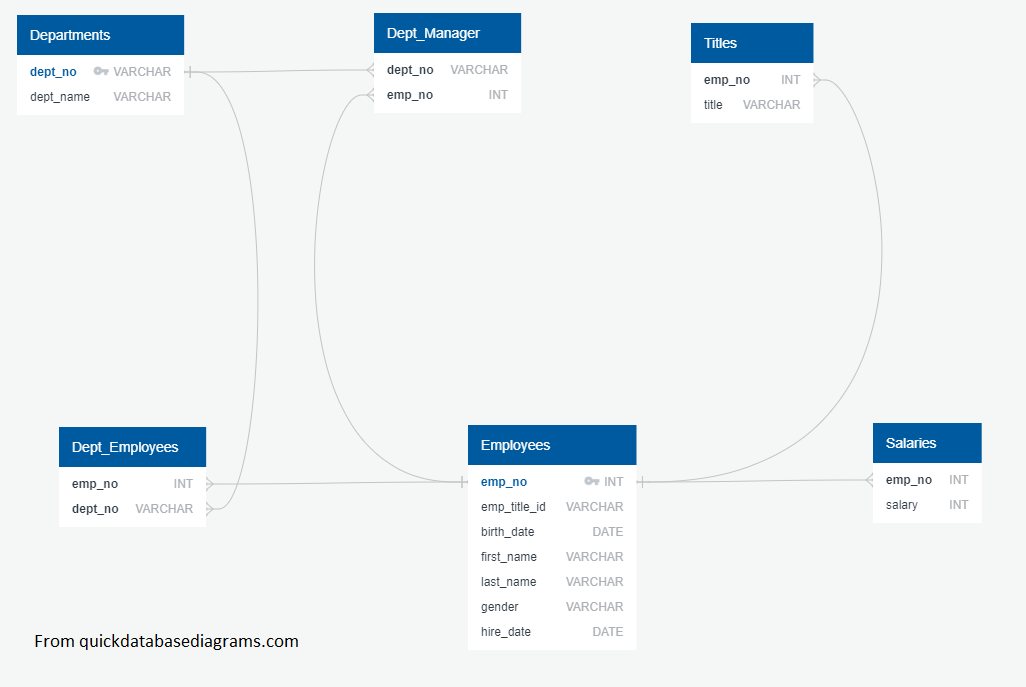 Departments
dept_no VARCHAR
dept_name VARCHAR
Dept_Manager
dept_no VARCHAR
emp_no INT
Titles
emp_no INT
title VARCHAR
Dept_Employees
emp_no INT
dept_no VARCHAR
Employees
emp_no INT
emp_title_id VARCHAR
birth_date DATE
first_name VARCHAR
last_name VARCHAR
gender VARCHAR
hire_date DATE
Salaries
emp_no INT
salary INT
From quickdatabasediagrams.com